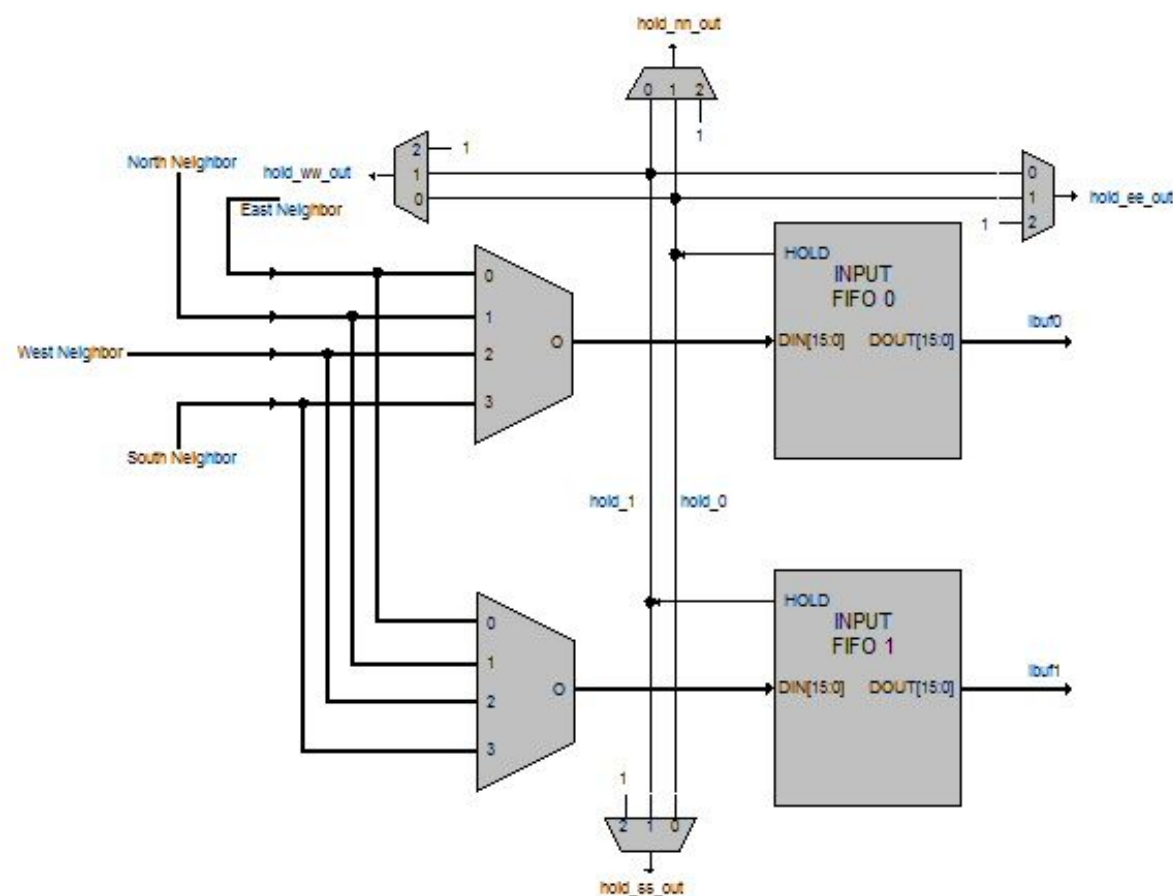 hold_nn_out
0 1 2
1
North Neighbor
hold_ww_out
2
1
0
1
East Neighbor
0
1
2
1
hold_ee_out
0
1
2
3
O
West Neighbor
South Neighbor
HOLD
INPUT
FIFO 0
DIN[15:0] DOUT[15:0]
Ibuf0
hold_1 hold_0
0
1
2
3
O
HOLD
INPUT
FIFO 1
DIN[15:0] DOUT[15:0]
Ibuf1
1
2 1 0
hold_ss_out